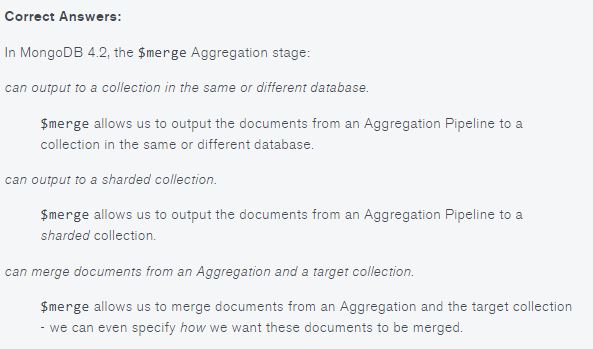 Correct Answers:
In MongoDB 4.2, the $merge Aggregation stage:
can output to a collection in the same or different database.
$merge allows us to output the documents from an Aggregation Pipeline to a
collection in the same or different database.
can output to a sharded collection.
$merge allows us to output the documents from an Aggregation Pipeline to a
sharded collection.
can merge documents from an Aggregation and a target collection.
$merge allows us to merge documents from an Aggregation and the target collection
- we can even specify how we want these documents to be merged.